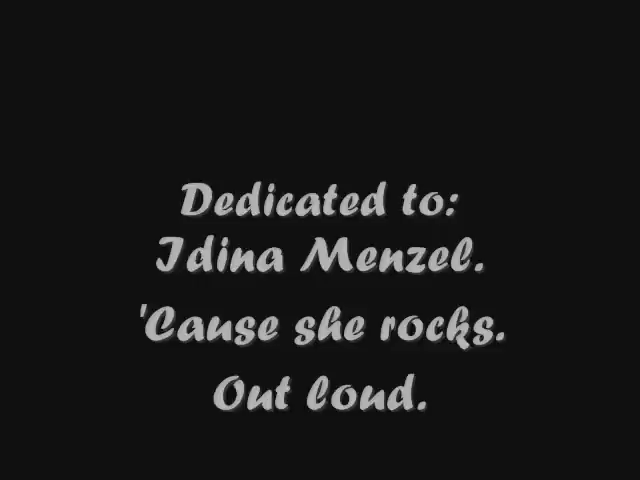 Dedicated to:
Idina Menzel.
'Cause she rocks.
Out loud.